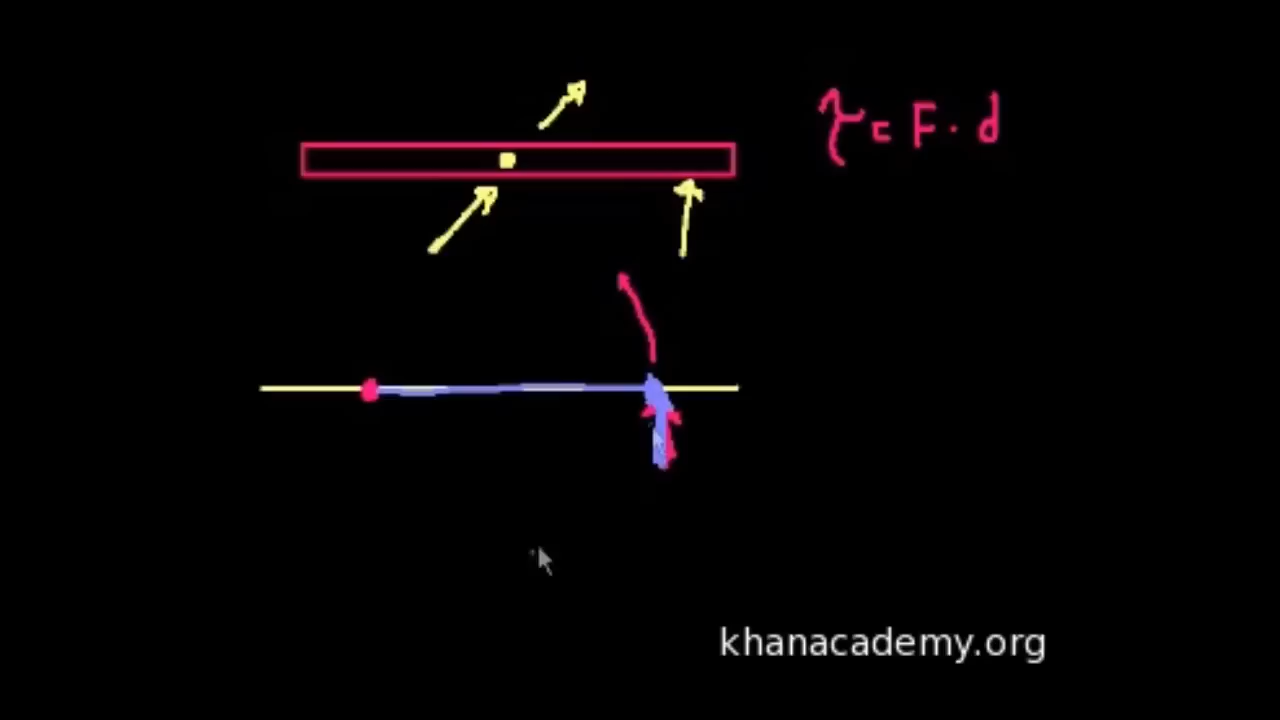 τ = F · d
khanacademy.org